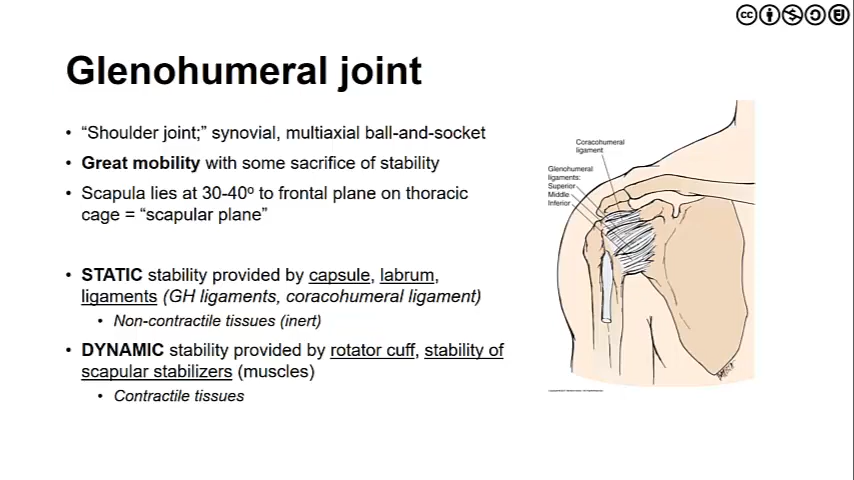 Glenohumeral joint
• “Shoulder joint;” synovial, multiaxial ball-and-socket
• Great mobility with some sacrifice of stability
• Scapula lies at 30-40º to frontal plane on thoracic
cage = “scapular plane”
• STATIC stability provided by capsule, labrum,
ligaments (GH ligaments, coracohumeral ligament)
• Non-contractile tissues (inert)
• DYNAMIC stability provided by rotator cuff, stability of
scapular stabilizers (muscles)
• Contractile tissues
Coracohumeral
ligament
Glenohumeral
ligaments:
Superior
Middle
Inferior
cc